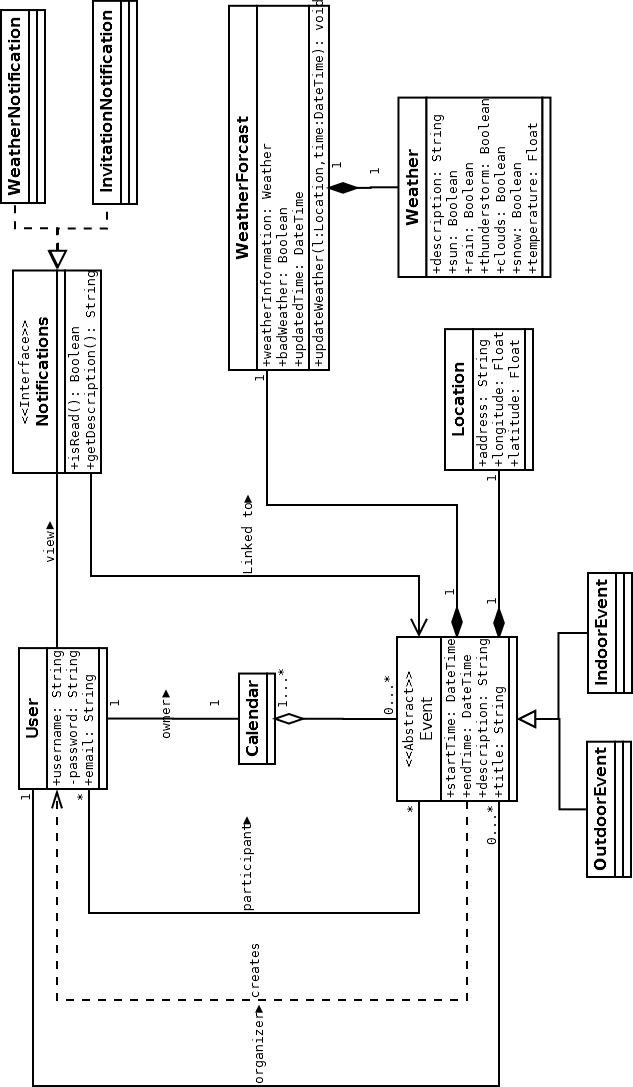 WeatherNotification
InvitationNotification
<<Interface>>
Notifications
+isRead(): Boolean
+getDescription(): String
WeatherForcast
+weatherInformation: Weather
+badWeather: Boolean
+updatedTime: DateTime
+updateWeather(l:Location,time:DateTime): void
1
1
Weather
+description: String
+sun: Boolean
+rain: Boolean
+thunderstorm: Boolean
+clouds: Boolean
+snow: Boolean
+temperature: Float
Location
+address: String
+longitude: Float
+latitude: Float
1
1
1
1
view▶
Linked to▶
User
+username: String
-password: String
+email: String
1
owner▶
1
Calendar
1...*
0...*
<<Abstract>>
Event
+startTime: DateTime
+endTime: DateTime
+description: String
+title: String
IndoorEvent
OutdoorEvent
1
*
participant▶
*
0...*
creates
organizer▶